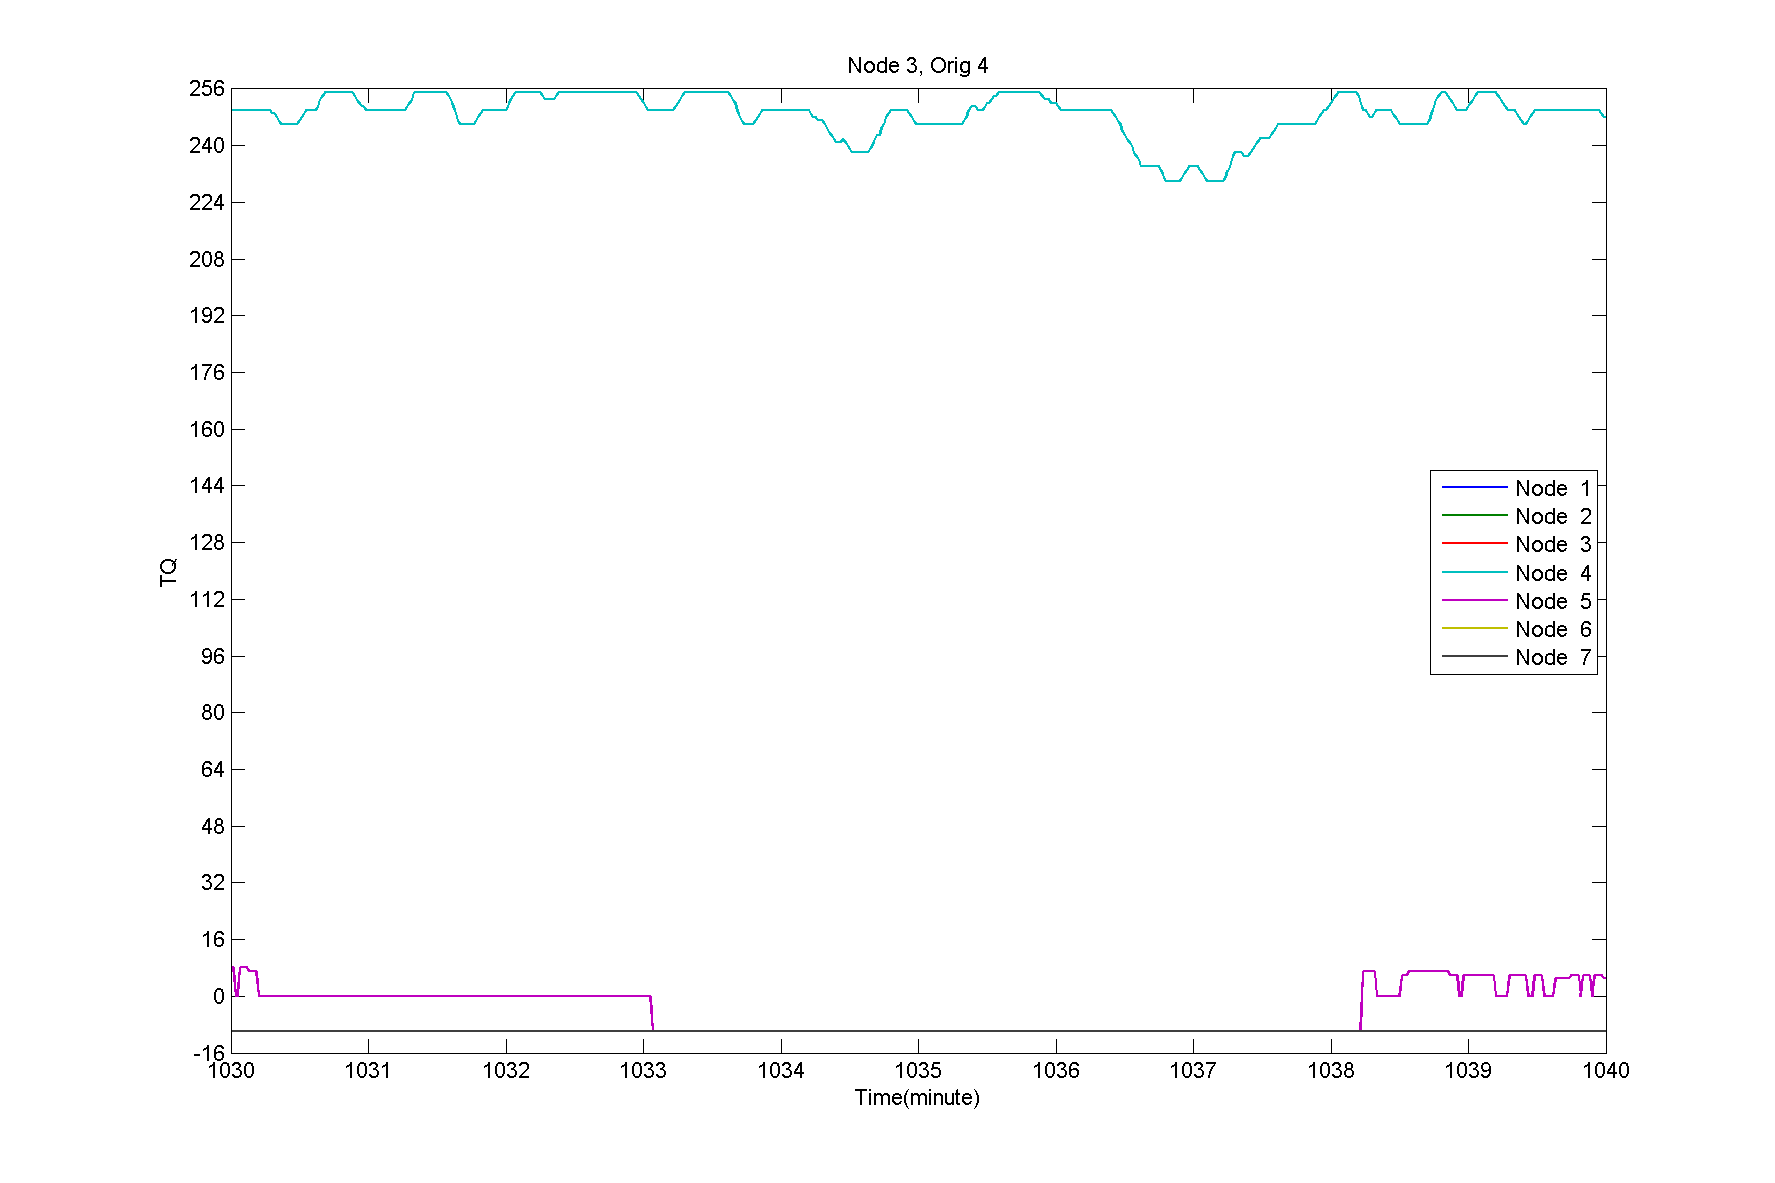 Node 3, Orig 4
256
240
224
208
192
176
160
144
128
112
96
80
64
48
32
16
0
-16
TQ
Node 1
Node 2
Node 3
Node 4
Node 5
Node 6
Node 7
1030 1031 1032 1033 1034 1035 1036 1037 1038 1039 1040
Time(minute)